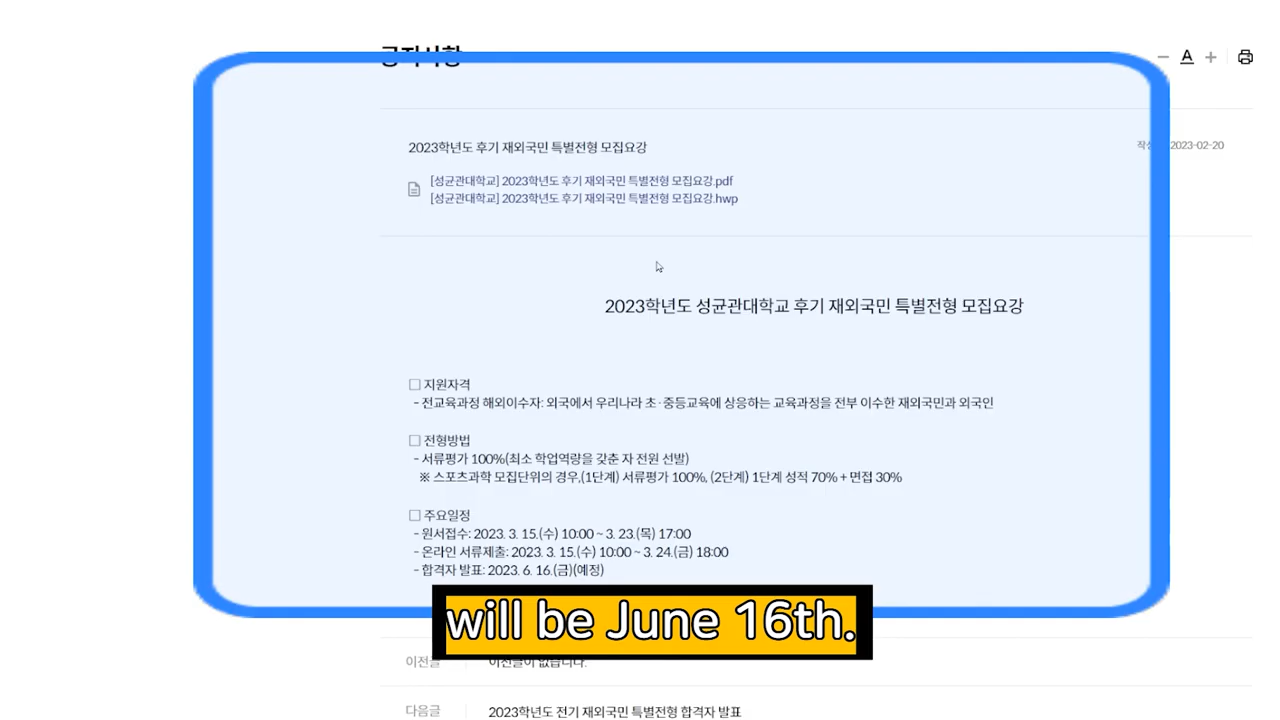 공지사항
A
2023학년도 후기 재외국민 특별전형 모집요강
2023-02-20
[성균관대학교] 2023학년도 후기 재외국민 특별전형 모집요강.pdf
[성균관대학교] 2023학년도 후기 재외국민 특별전형 모집요강.hwp
2023학년도 성균관대학교 후기 재외국민 특별전형 모집요강
□ 지원자격
- 전교육과정 해외이수자: 외국에서 우리나라 초·중등교육에 상응하는 교육과정을 전부 이수한 재외국민과 외국인
□ 전형방법
- 서류평가 100%(최소 학업역량을 갖춘 자 전원 선발)
※ 스포츠과학 모집단위의 경우,(1단계) 서류평가 100%, (2단계) 1단계 성적 70% + 면접 30%
□ 주요일정
- 원서접수: 2023. 3. 15.(수) 10:00 ~ 3. 23.(목) 17:00
- 온라인 서류제출: 2023. 3. 15.(수) 10:00 ~ 3. 24.(금) 18:00
- 합격자 발표: 2023. 6. 16.(금)(예정)
will be June 16th.
이전글 이전글이 없습니다.
다음글 2023학년도 전기 재외국민 특별전형 합격자 발표